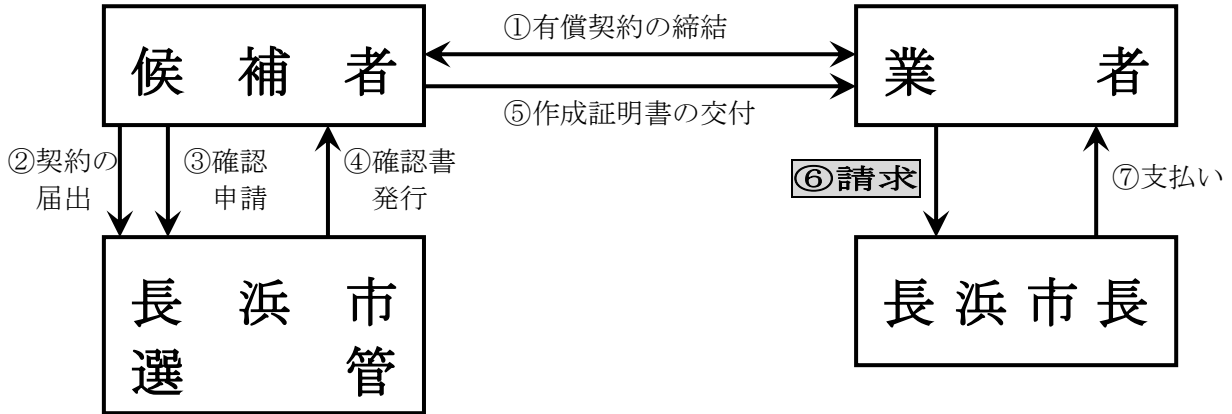 ①有償契約の締結
候補者
業者
⑤作成証明書の交付
②契約の
届出
③確認
申請
④確認書
発行
⑥請求
⑦支払い
長浜市
選管
長浜市長